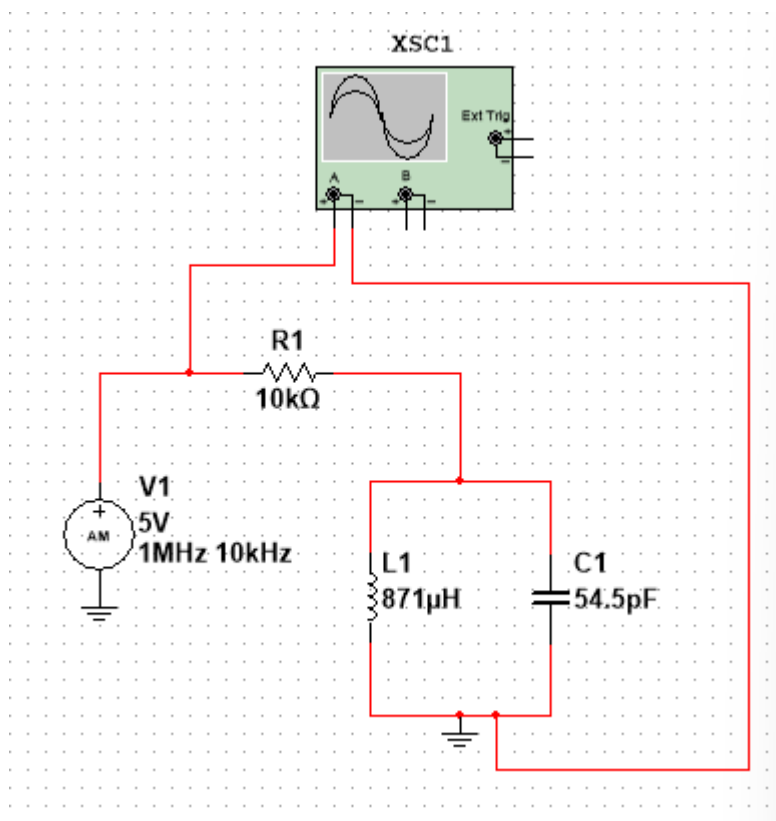 XSC1
Ext Trig
+
−
A
B
+ −
+ −
R1
10kΩ
V1
+
AM
5V
1MHz 10kHz
L1
871µH
C1
54.5pF